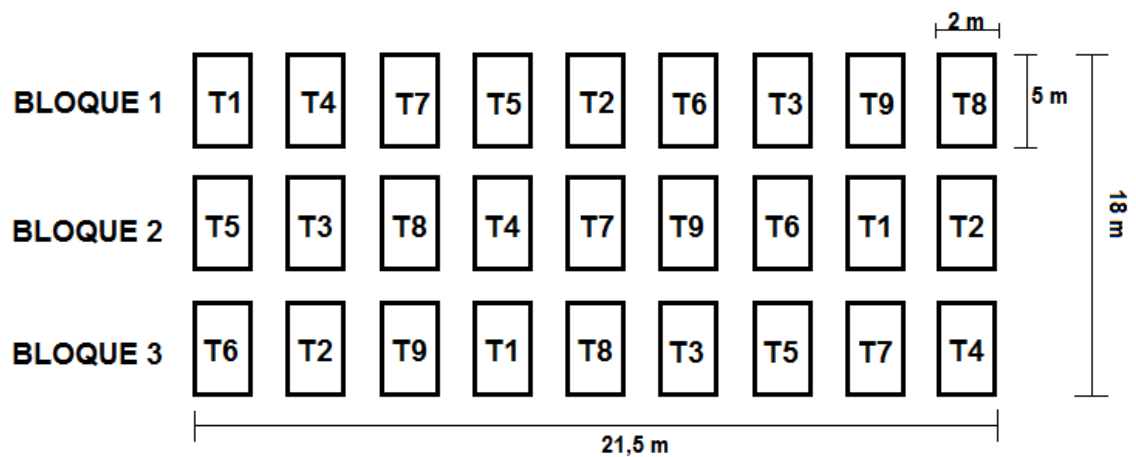 2 m
BLOQUE 1 T1 T4 T7 T5 T2 T6 T3 T9 T8 5 m
BLOQUE 2 T5 T3 T8 T4 T7 T9 T6 T1 T2 18 m
BLOQUE 3 T6 T2 T9 T1 T8 T3 T5 T7 T4
21,5 m